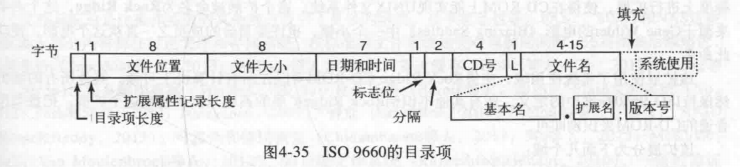 填充
字节 1 1 8 8 7 1 2 4 1 4-15
文件位置 文件大小 日期和时间 CD号 L 文件名 系统使用
标志位
扩展属性记录长度 分隔 基本名 . 扩展名 ; 版本号
目录项长度
图4-35 ISO 9660的目录项